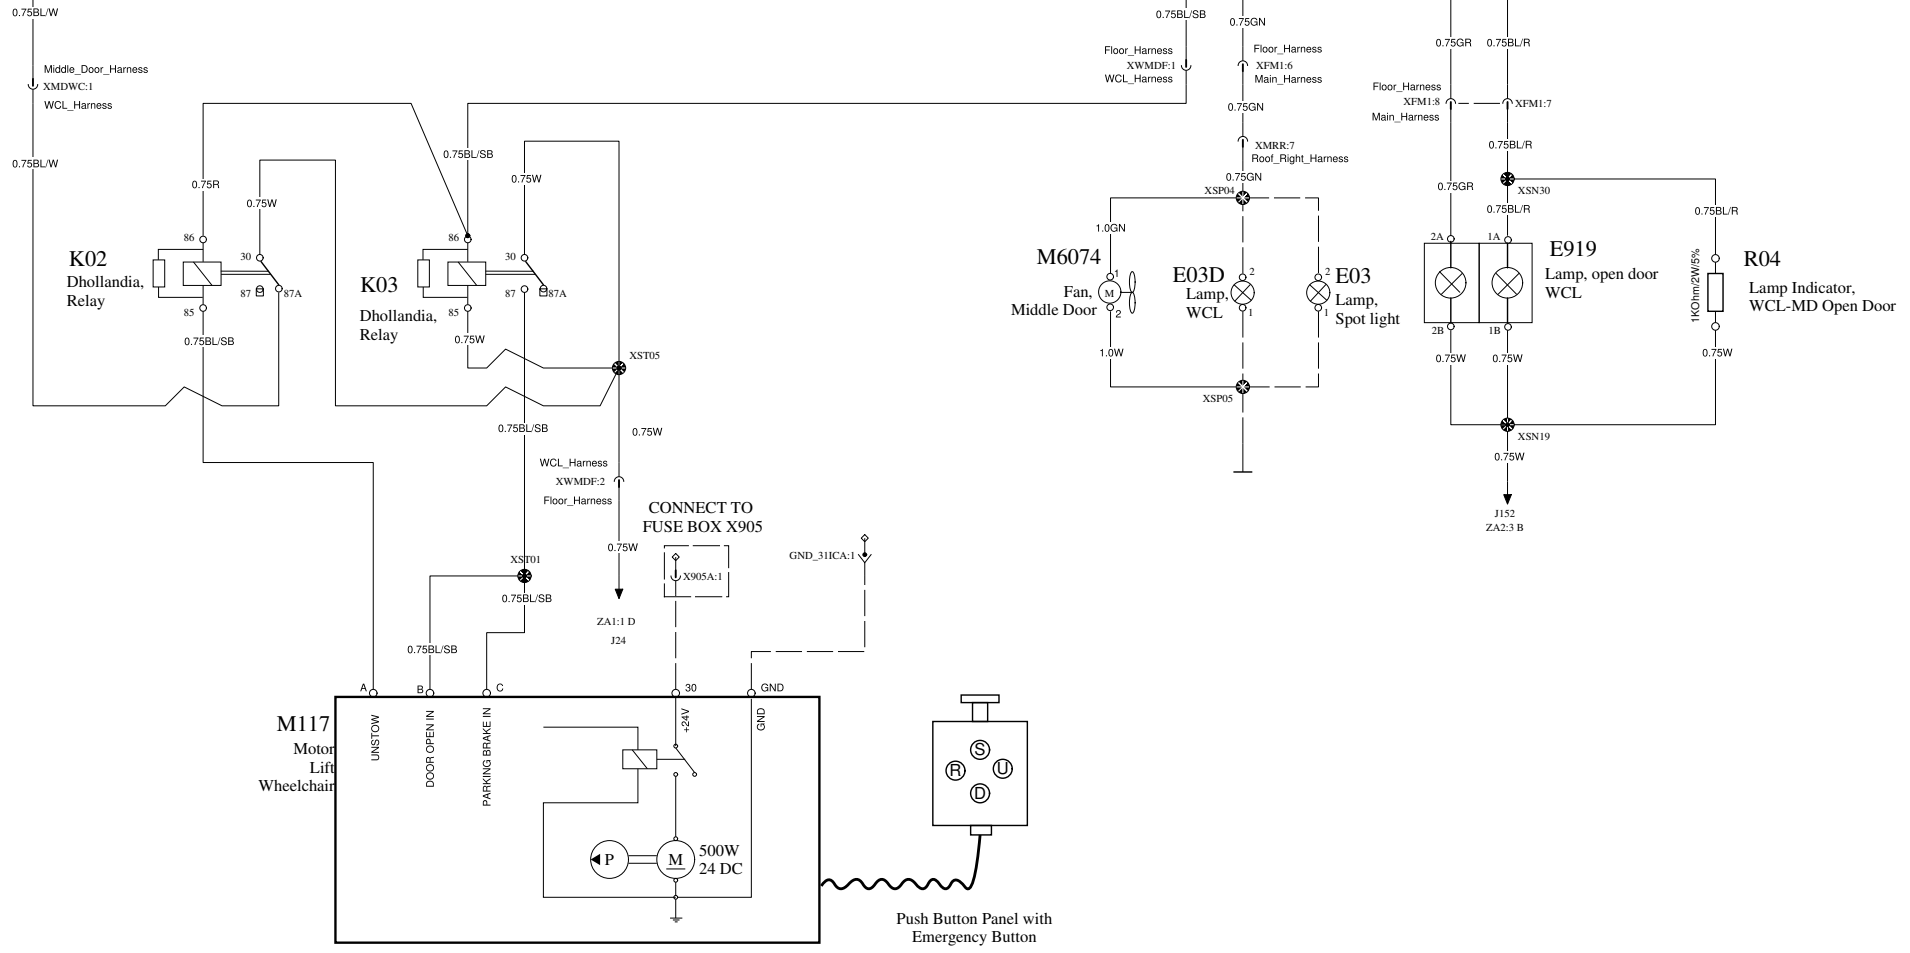 0.75BL/W
Middle_Door_Harness
XMDWC:1
WCL_Harness
0.75BL/W
0.75R
0.75W
86
30
K02
Dhollandia,
Relay
87
87A
85
0.75BL/SB
0.75BL/SB
0.75W
86
30
K03
Dhollandia,
Relay
87
87A
85
0.75W
XST05
0.75BL/SB
0.75W
WCL_Harness
XWMDF:2
Floor_Harness
0.75W
ZA1:1 D
J24
XST01
0.75BL/SB
0.75BL/SB
CONNECT TO
FUSE BOX X905
X905A:1
GND_31ICA:1
A
B
C
30
GND
M117
Motor
Lift
Wheelchair
UNSTOW
DOOR OPEN IN
PARKING BRAKE IN
+24V
GND
P
M
500W
24 DC
S
R
U
D
Push Button Panel with
Emergency Button
0.75BL/SB
Floor_Harness
XWMDF:1
WCL_Harness
0.75GN
Floor_Harness
XFM1:6
Main_Harness
0.75GN
XMRR:7
Roof_Right_Harness
0.75GN
XSP04
1.0GN
M6074
Fan,
Middle Door
1
M
2
1.0W
E03D
Lamp,
WCL
2
1
2
E03
Lamp,
Spot light
1
XSP05
0.75GR
0.75BL/R
Floor_Harness
XFM1:8
XFM1:7
Main_Harness
0.75BL/R
XSN30
0.75GR
0.75BL/R
0.75BL/R
2A
1A
E919
Lamp, open door
WCL
2B
1B
0.75W
0.75W
1KOhm/2W/5%
R04
Lamp Indicator,
WCL-MD Open Door
0.75W
XSN19
0.75W
J152
ZA2:3 B